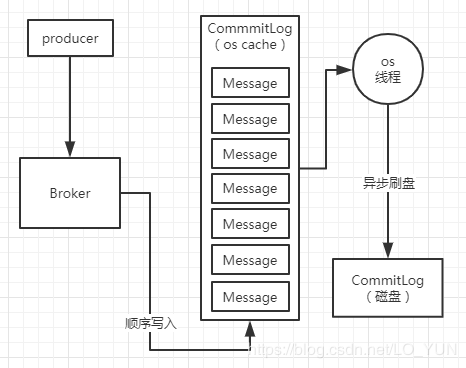 producer
Broker
顺序写入
CommmitLog
（os cache）
Message
Message
Message
Message
Message
Message
Message
os
线程
异步刷盘
CommitLog
（磁盘）
https://blog.csdn.net/LO_YUN